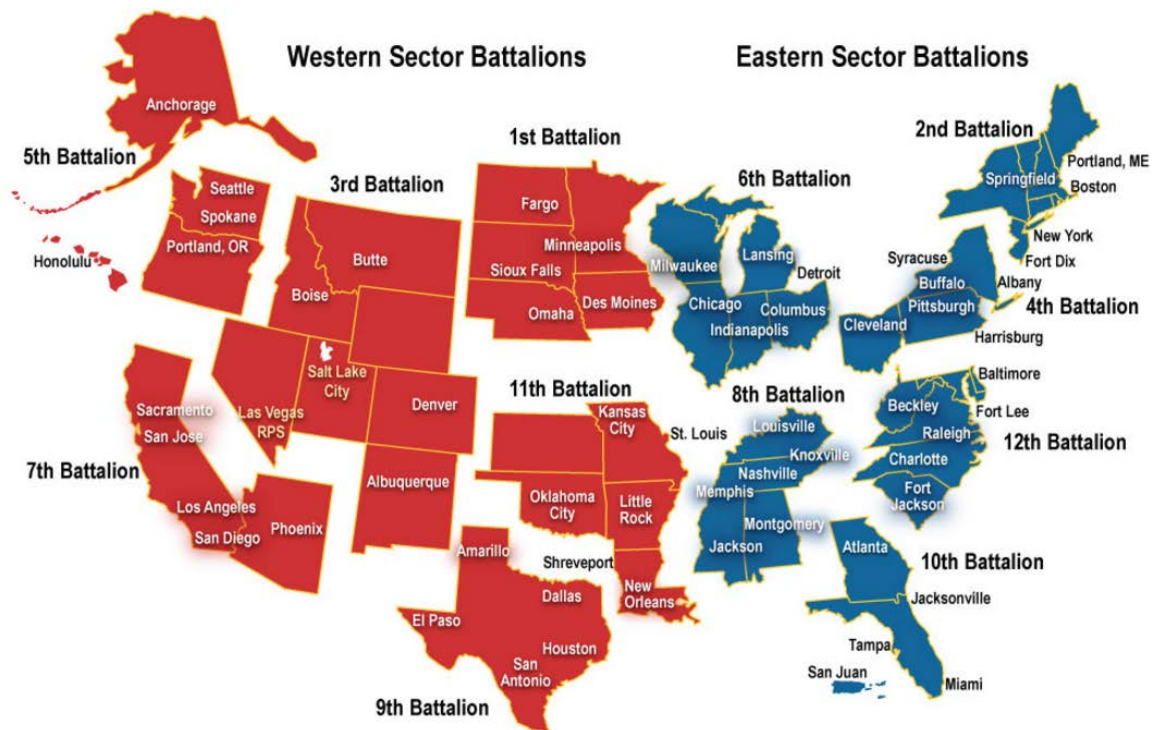 Western Sector Battalions
Eastern Sector Battalions
Anchorage
5th Battalion
Seattle
Spokane
Portland, OR
Honolulu
3rd Battalion
Butte
Boise
Salt Lake
City
Las Vegas
RPS
Denver
Albuquerque
1st Battalion
Fargo
Minneapolis
Sioux Falls
Omaha
Des Moines
7th Battalion
Sacramento
San Jose
Los Angeles
San Diego
Phoenix
11th Battalion
Kansas
City
St. Louis
Oklahoma
City
Little
Rock
Shreveport
New
Orleans
Amarillo
Dallas
El Paso
Houston
San
Antonio
9th Battalion
6th Battalion
Milwaukee
Lansing
Detroit
Chicago
Columbus
Indianapolis
2nd Battalion
Portland, ME
Springfield
Boston
New York
Fort Dix
Syracuse
Buffalo
Albany
Pittsburgh
4th Battalion
Cleveland
Harrisburg
8th Battalion
Louisville
Knoxville
Nashville
Memphis
Montgomery
Jackson
Baltimore
Beckley
Fort Lee
Raleigh
12th Battalion
Charlotte
Fort
Jackson
Atlanta
10th Battalion
Jacksonville
Tampa
San Juan
Miami